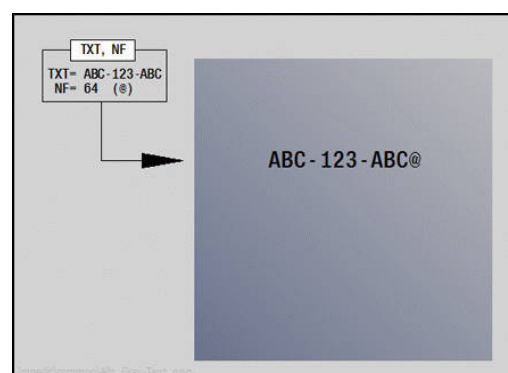 TXT, NF
TXT= ABC-123-ABC
NF= 64 (@)
ABC-123-ABC@